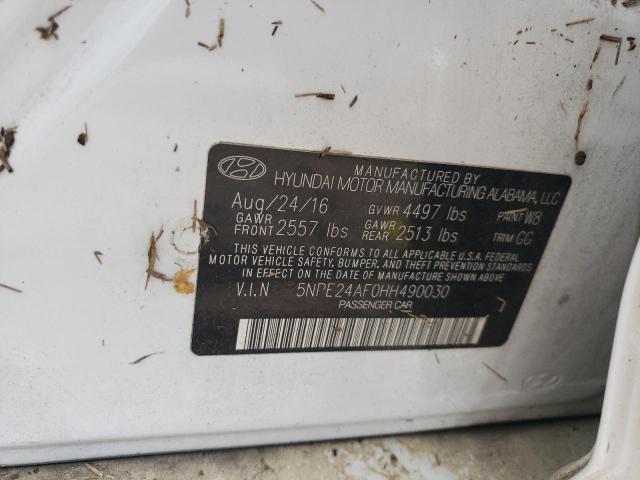 MANUFACTURED BY
HYUNDAI MOTOR MANUFACTURING ALABAMA, LLC
Aug/24/16 GVWR 4497 lbs PAINT W8
GAWR FRONT 2557 lbs GAWR REAR 2513 lbs TRIM GG
THIS VEHICLE CONFORMS TO ALL APPLICABLE U.S.A. FEDERAL
MOTOR VEHICLE SAFETY, BUMPER, AND THEFT PREVENTION STANDARDS
IN EFFECT ON THE DATE OF MANUFACTURE SHOWN ABOVE
V.I.N 5NPE24AF0HH490030
PASSENGER CAR